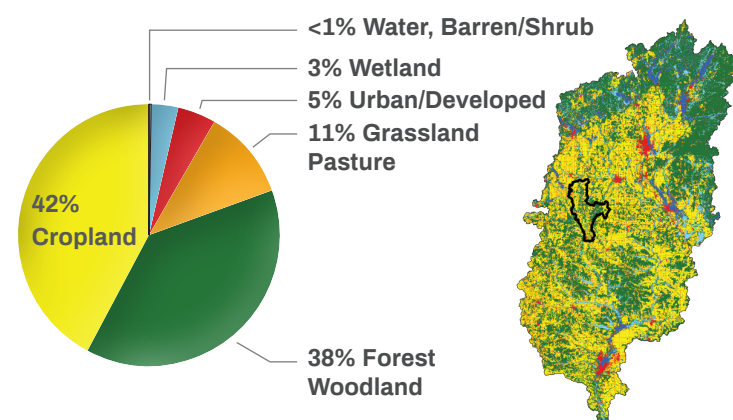 <1% Water, Barren/Shrub
3% Wetland
5% Urban/Developed
11% Grassland
Pasture
42%
Cropland
38% Forest
Woodland